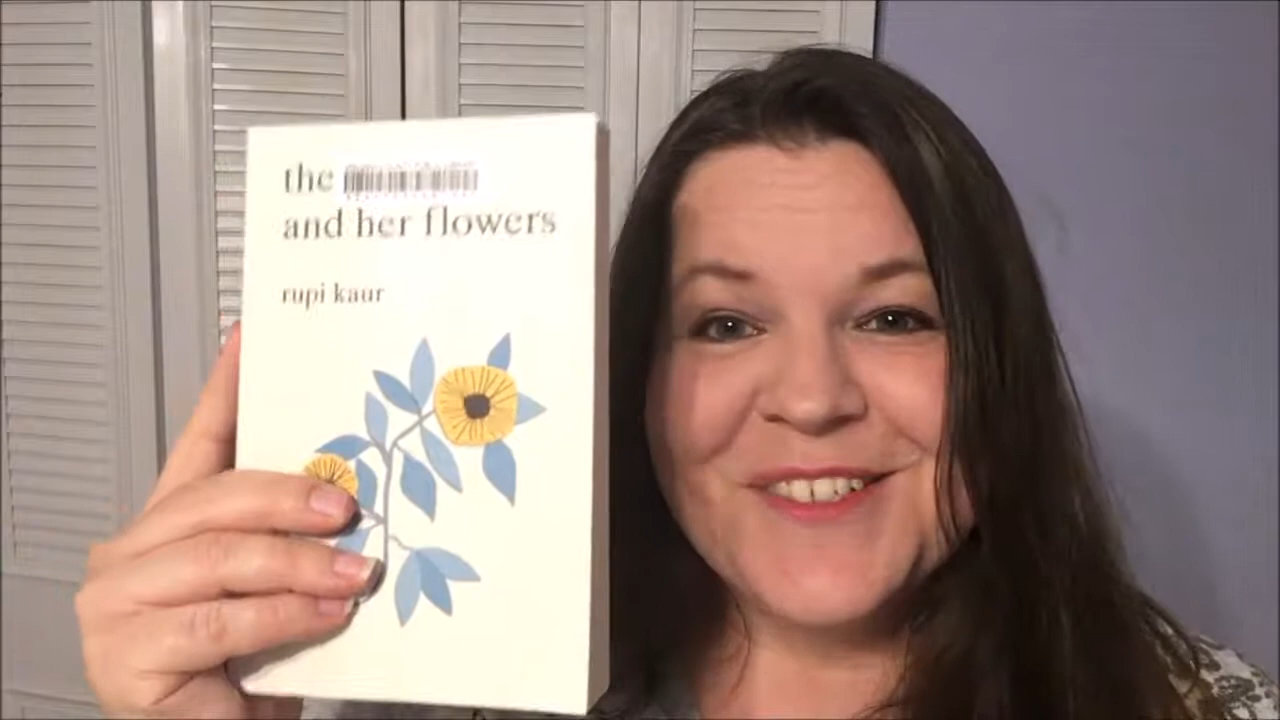 the
and her flowers
rupi kaur